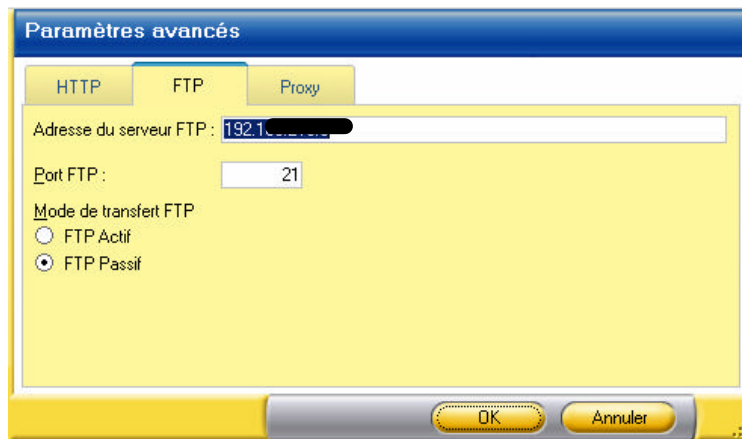 Paramètres avancés
HTTP FTP Proxy
Adresse du serveur FTP :
Port FTP : 21
Mode de transfert FTP
FTP Actif
FTP Passif
OK Annuler